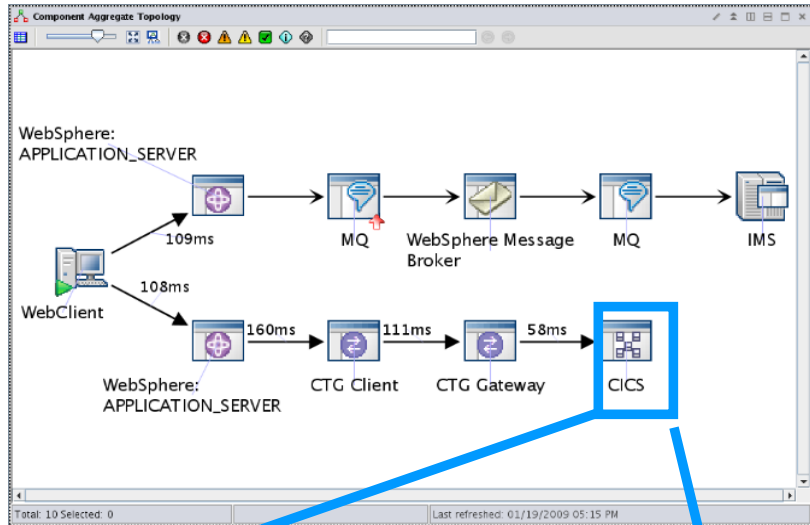 Component Aggregate Topology
WebSphere:
APPLICATION_SERVER
109ms
MQ
WebSphere Message
Broker
MQ
IMS
WebClient
108ms
160ms
111ms
58ms
WebSphere:
APPLICATION_SERVER
CTG Client
CTG Gateway
CICS
Total: 10 Selected: 0
Last refreshed: 01/19/2009 05:15 PM